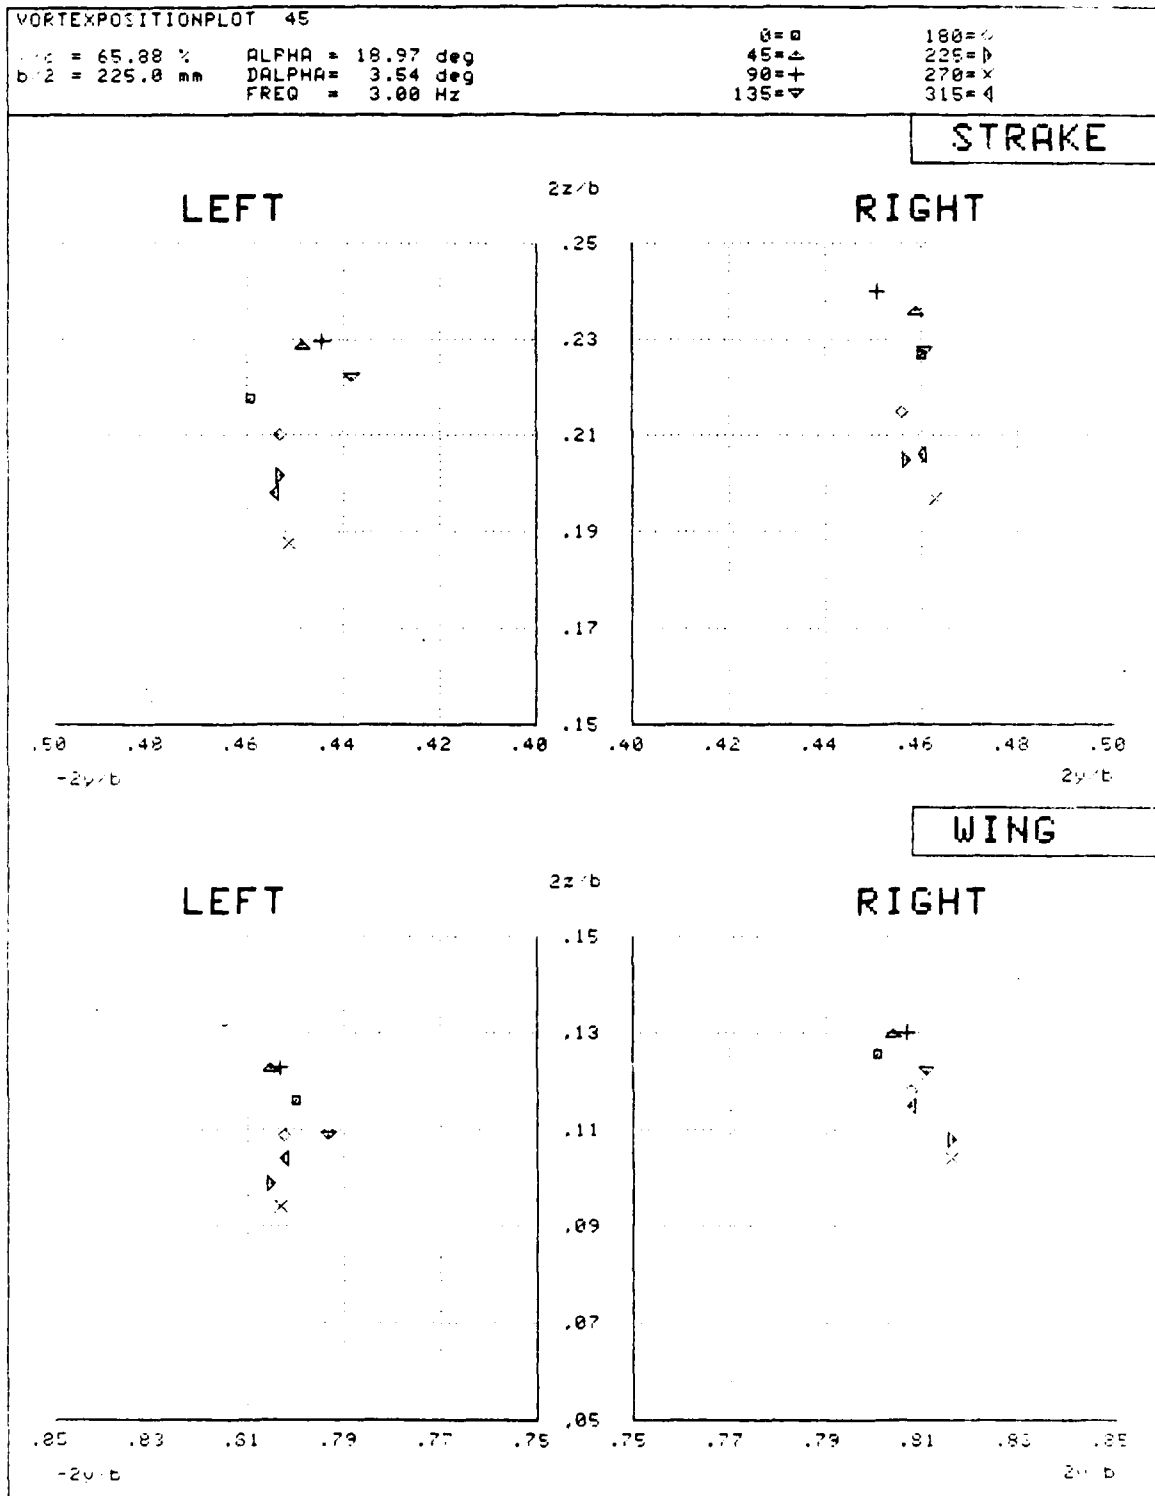 VORTEXPOSITIONPLOT 45
= 65.88 % ALPHA = 18.97 deg 0= 180=
b/2 = 225.0 mm DALPHA= 3.54 deg 45= 225=
FREQ = 3.00 Hz 90= 270=
135= 315=
STRAKE
2z/b
LEFT RIGHT
.25
.23
.21
.19
.17
.15
.50 .48 .46 .44 .42 .40 .40 .42 .44 .46 .48 .50
-2y/b 2y/b
WING
2z/b
LEFT RIGHT
.15
.13
.11
.09
.07
.05
.85 .83 .81 .79 .77 .75 .75 .77 .79 .81 .83 .85
-2y/b 2y/b